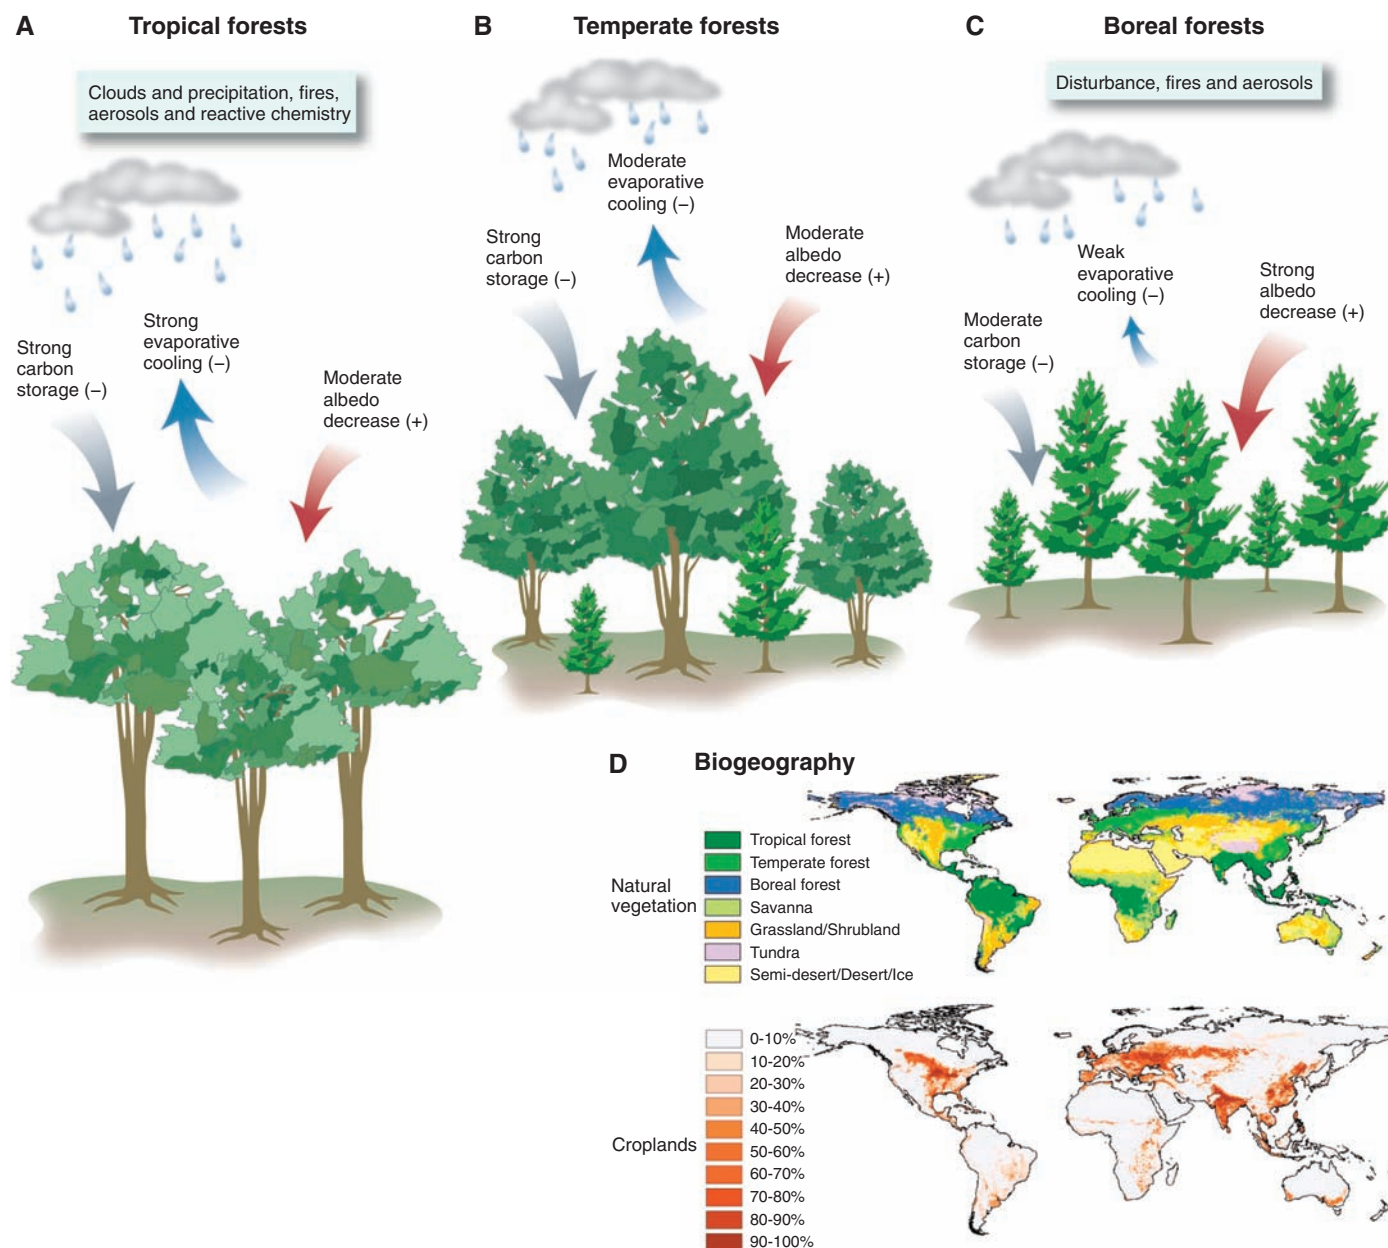 A Tropical forests
Clouds and precipitation, fires,
aerosols and reactive chemistry
Strong
carbon
storage (−)
Strong
evaporative
cooling (−)
Moderate
albedo
decrease (+)
B Temperate forests
Strong
carbon
storage (−)
Moderate
evaporative
cooling (−)
Moderate
albedo
decrease (+)
C Boreal forests
Disturbance, fires and aerosols
Moderate
carbon
storage (−)
Weak
evaporative
cooling (−)
Strong
albedo
decrease (+)
D Biogeography
Natural
vegetation
Tropical forest
Temperate forest
Boreal forest
Savanna
Grassland/Shrubland
Tundra
Semi-desert/Desert/Ice
Croplands
0-10%
10-20%
20-30%
30-40%
40-50%
50-60%
60-70%
70-80%
80-90%
90-100%